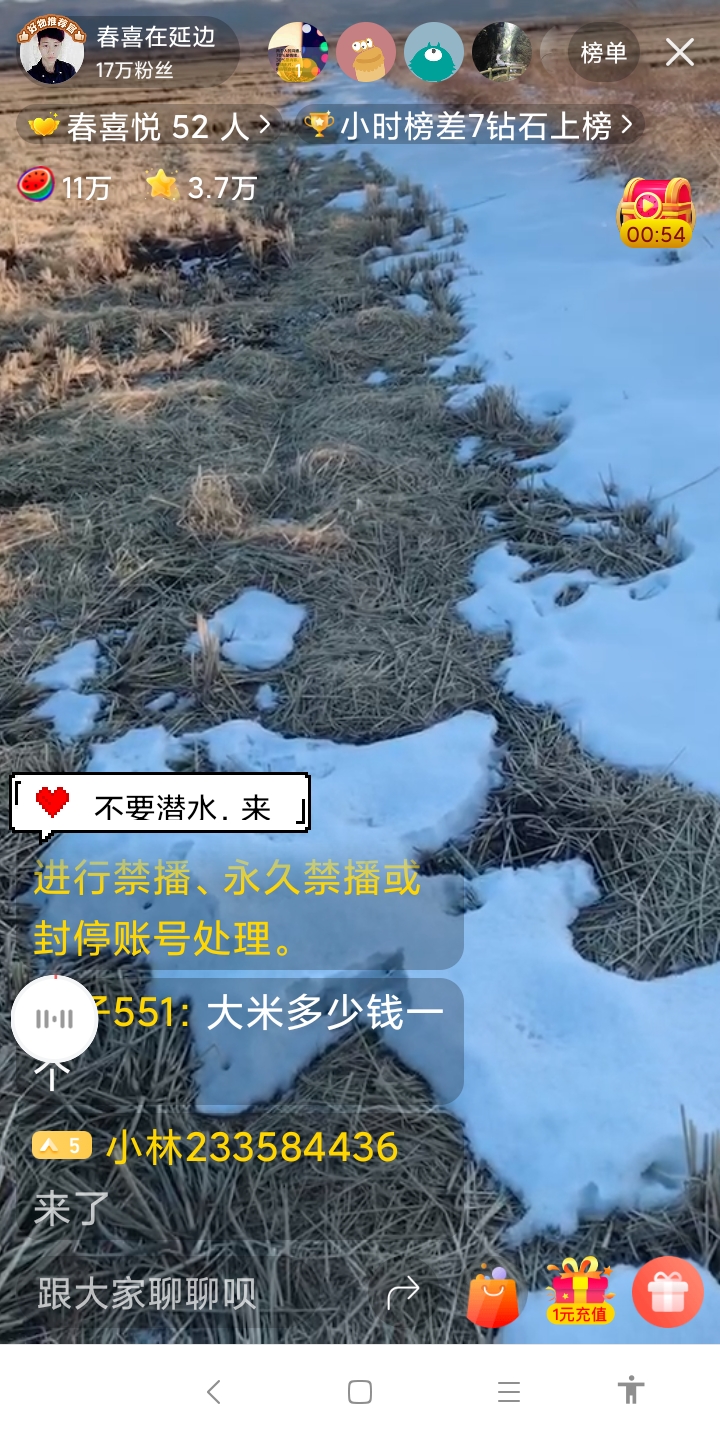 好物推荐官
春喜在延边
17万粉丝
1
榜单
春喜悦 52 人
小时榜差7钻石上榜
11万
3.7万
00:54
不要潜水. 来
进行禁播、永久禁播或
封停账号处理。
子551: 大米多少钱一
个
5 小林233584436
来了
跟大家聊聊呗
1元充值